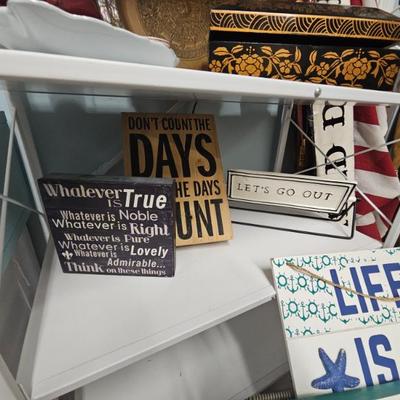 Whatever is True
Whatever is Noble
Whatever is Right
Whatever is Pure
Whatever is Lovely
Whatever is
Admirable...
Think on these things
DON'T COUNT THE
DAYS
THE DAYS
UNT
LET'S GO OUT
LIFE
IS